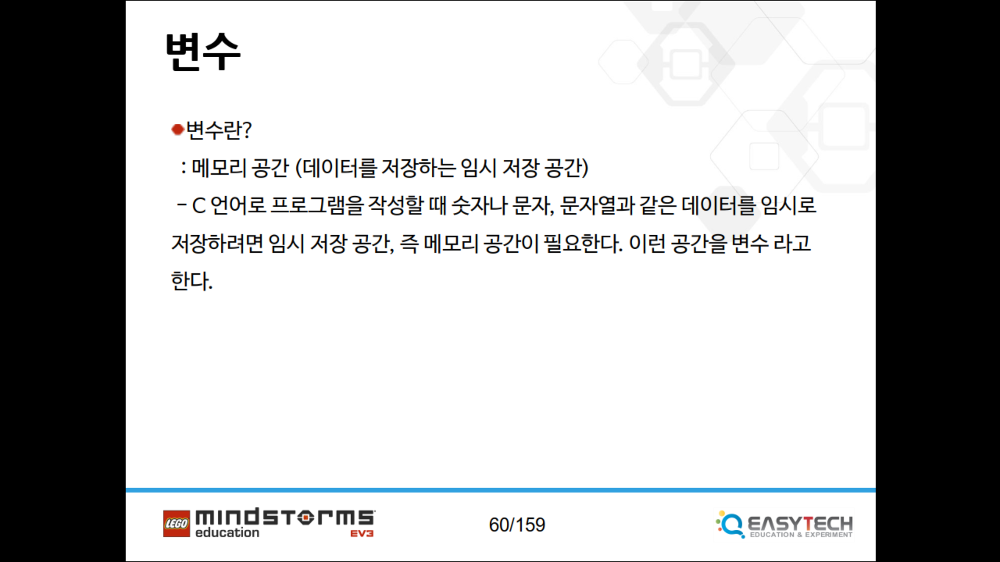 변수
변수란?
: 메모리 공간 (데이터를 저장하는 임시 저장 공간)
– C 언어로 프로그램을 작성할 때 숫자나 문자, 문자열과 같은 데이터를 임시로
저장하려면 임시 저장 공간, 즉 메모리 공간이 필요한다. 이런 공간을 변수 라고
한다.
LEGO mindstorms
education EV3
60/159
EASYTECH
EDUCATION & EXPERIMENT